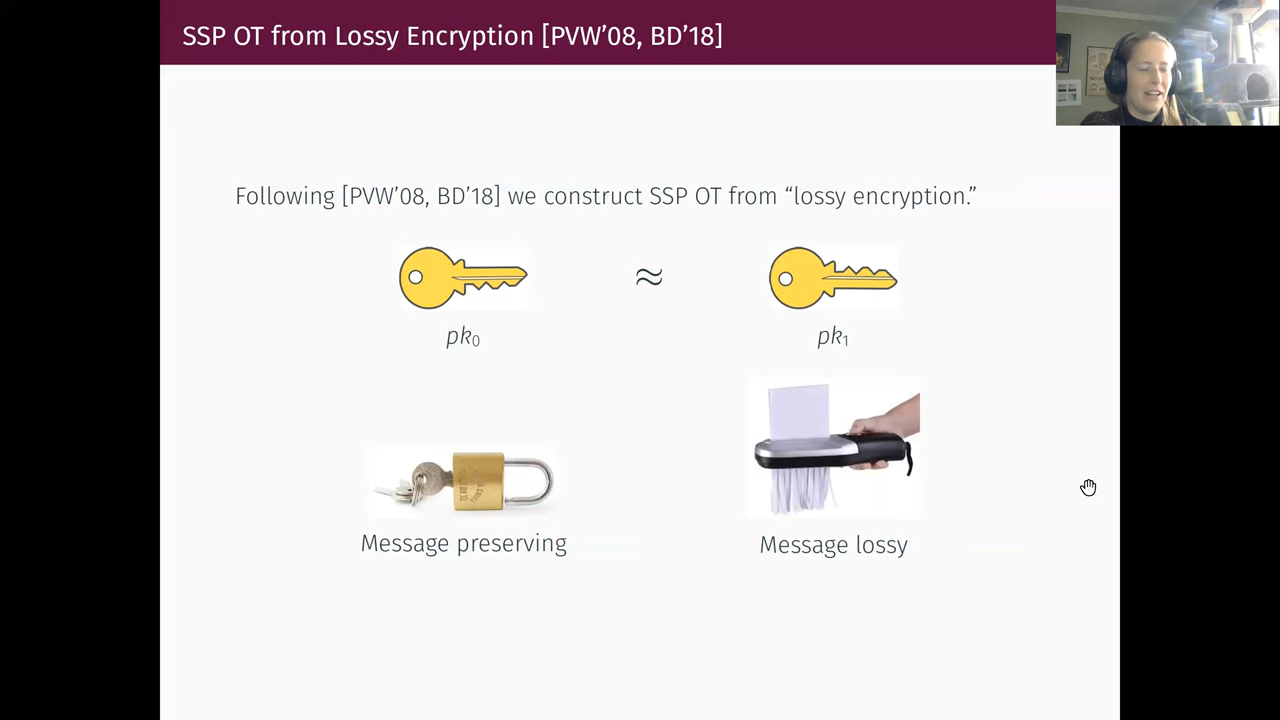 SSP OT from Lossy Encryption [PVW’08, BD’18]
Following [PVW’08, BD’18] we construct SSP OT from “lossy encryption.”
≈
pk₀ pk₁
Message preserving Message lossy